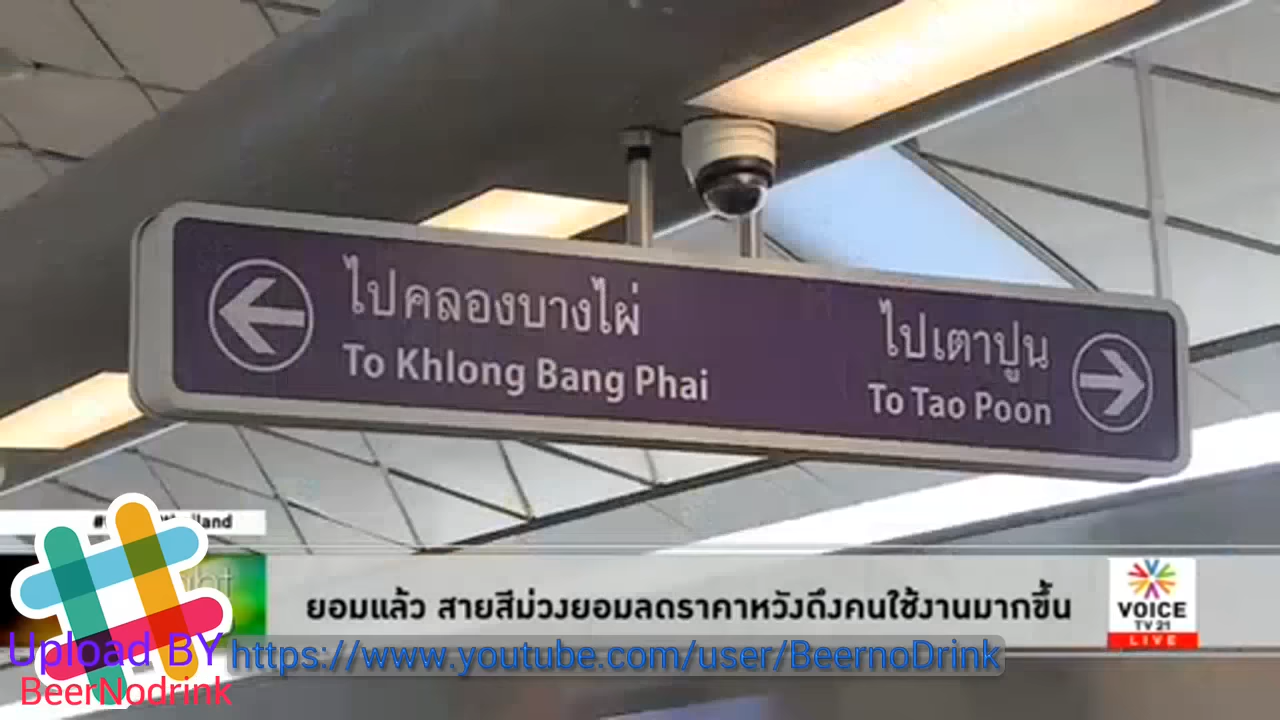 ไปคลองบางไผ่
To Khlong Bang Phai
ไปเตาปูน
To Tao Poon
ยอมแล้ว สายสีม่วงยอมลดราคาหวังดึงคนใช้งานมากขึ้น
VOICE
TV 21
LIVE
Upload BY https://www.youtube.com/user/BeernoDrink
BeerNodrink